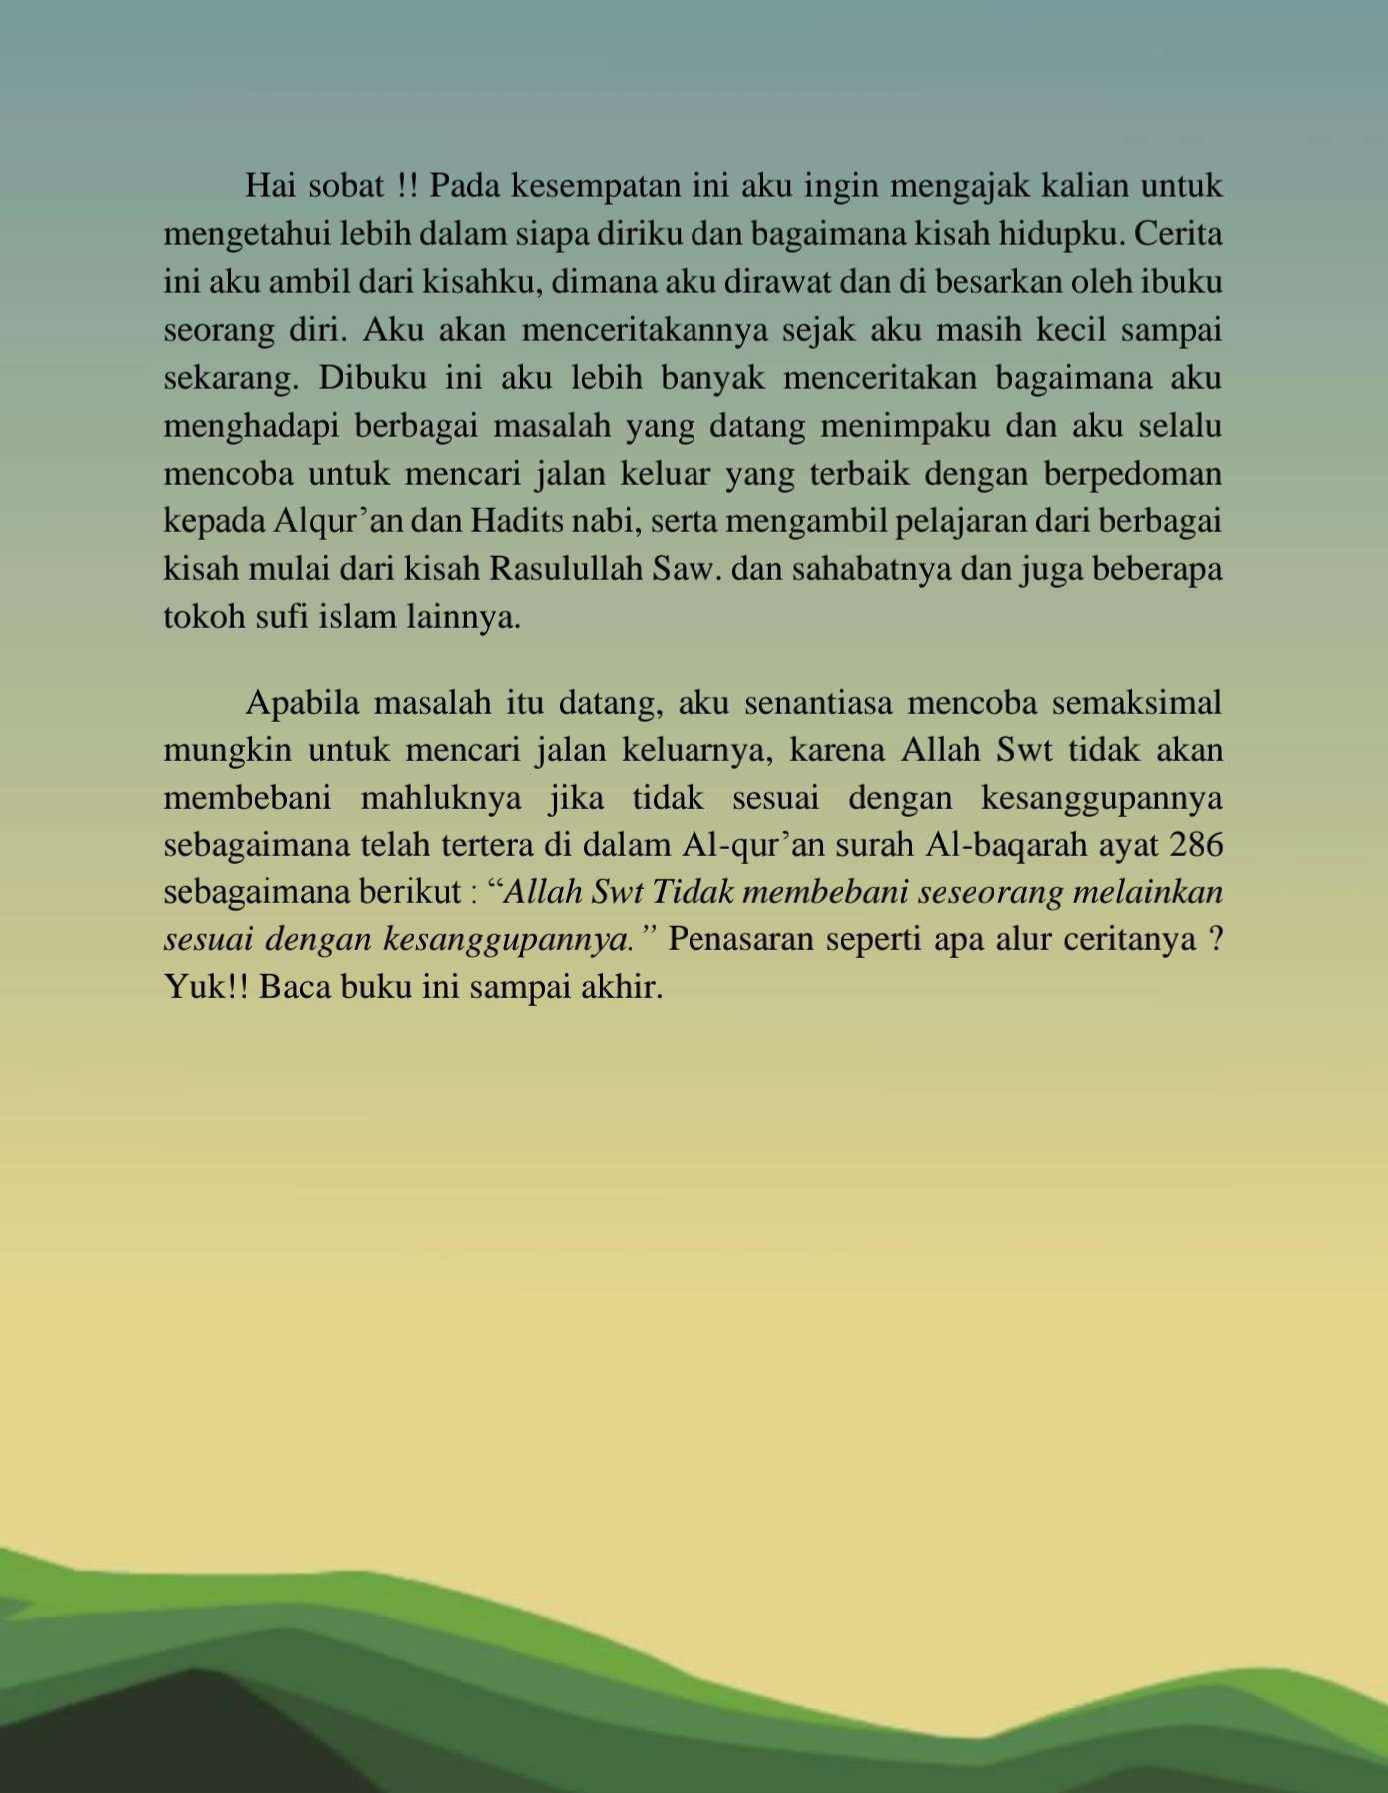 Hai sobat !! Pada kesempatan ini aku ingin mengajak kalian untuk
mengetahui lebih dalam siapa diriku dan bagaimana kisah hidupku. Cerita
ini aku ambil dari kisahku, dimana aku dirawat dan di besarkan oleh ibuku
seorang diri. Aku akan menceritakannya sejak aku masih kecil sampai
sekarang. Dibuku ini aku lebih banyak menceritakan bagaimana aku
menghadapi berbagai masalah yang datang menimpaku dan aku selalu
mencoba untuk mencari jalan keluar yang terbaik dengan berpedoman
kepada Alqur’an dan Hadits nabi, serta mengambil pelajaran dari berbagai
kisah mulai dari kisah Rasulullah Saw. dan sahabatnya dan juga beberapa
tokoh sufi islam lainnya.
Apabila masalah itu datang, aku senantiasa mencoba semaksimal
mungkin untuk mencari jalan keluarnya, karena Allah Swt tidak akan
membebani mahluknya jika tidak sesuai dengan kesanggupannya
sebagaimana telah tertera di dalam Al-qur’an surah Al-baqarah ayat 286
sebagaimana berikut : “Allah Swt Tidak membebani seseorang melainkan
sesuai dengan kesanggupannya.” Penasaran seperti apa alur ceritanya ?
Yuk!! Baca buku ini sampai akhir.